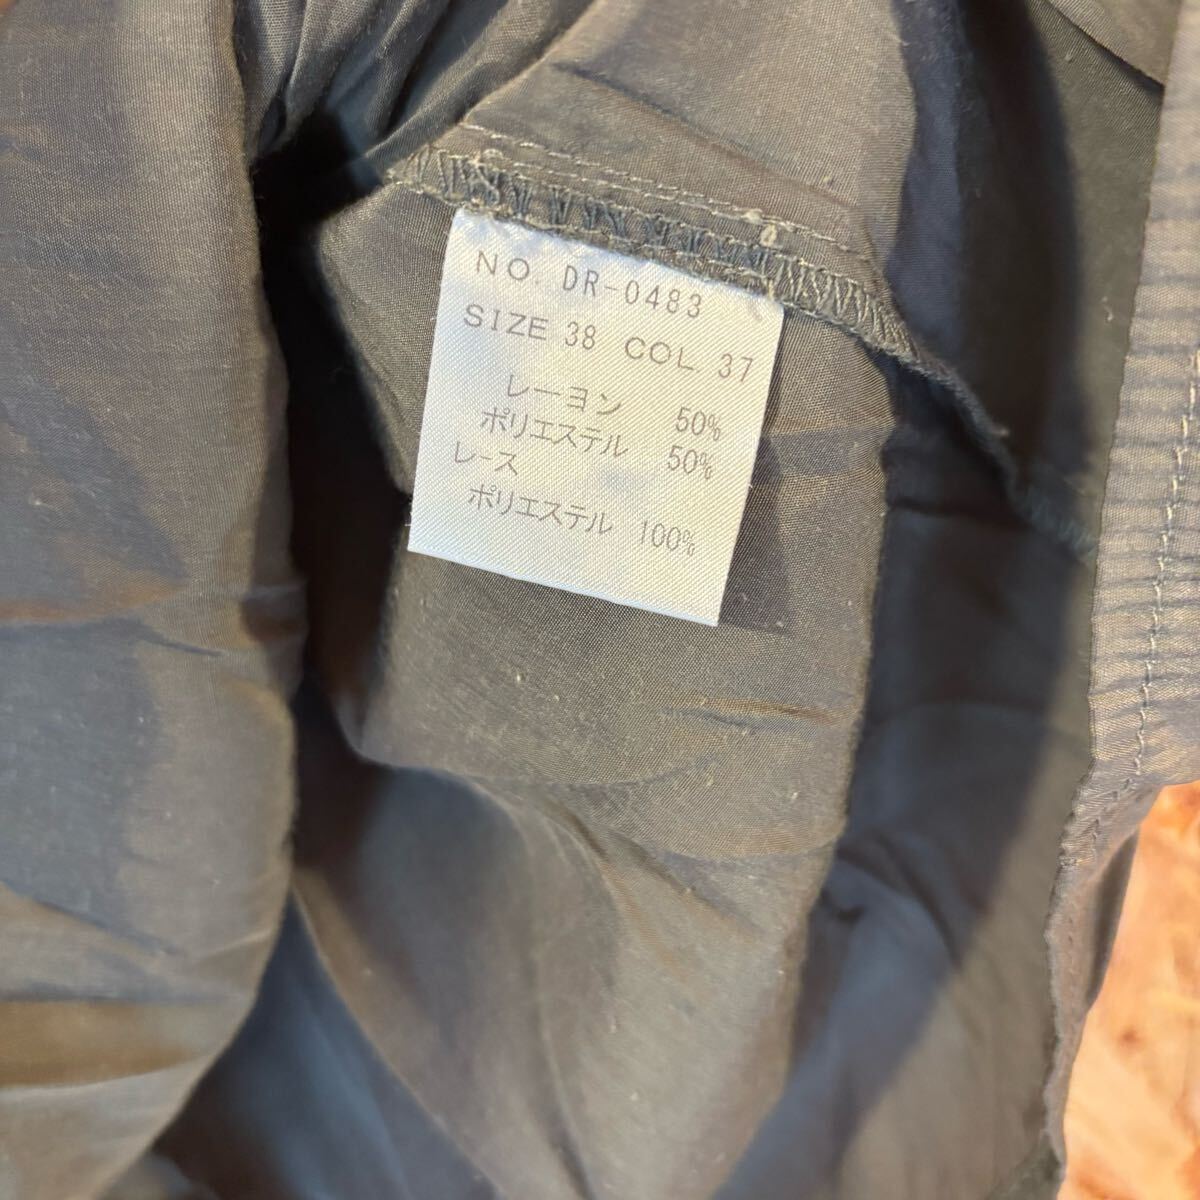 NO. DR-0483
SIZE 38 COL 37
レーヨン 50%
ポリエステル 50%
レース
ポリエステル 100%